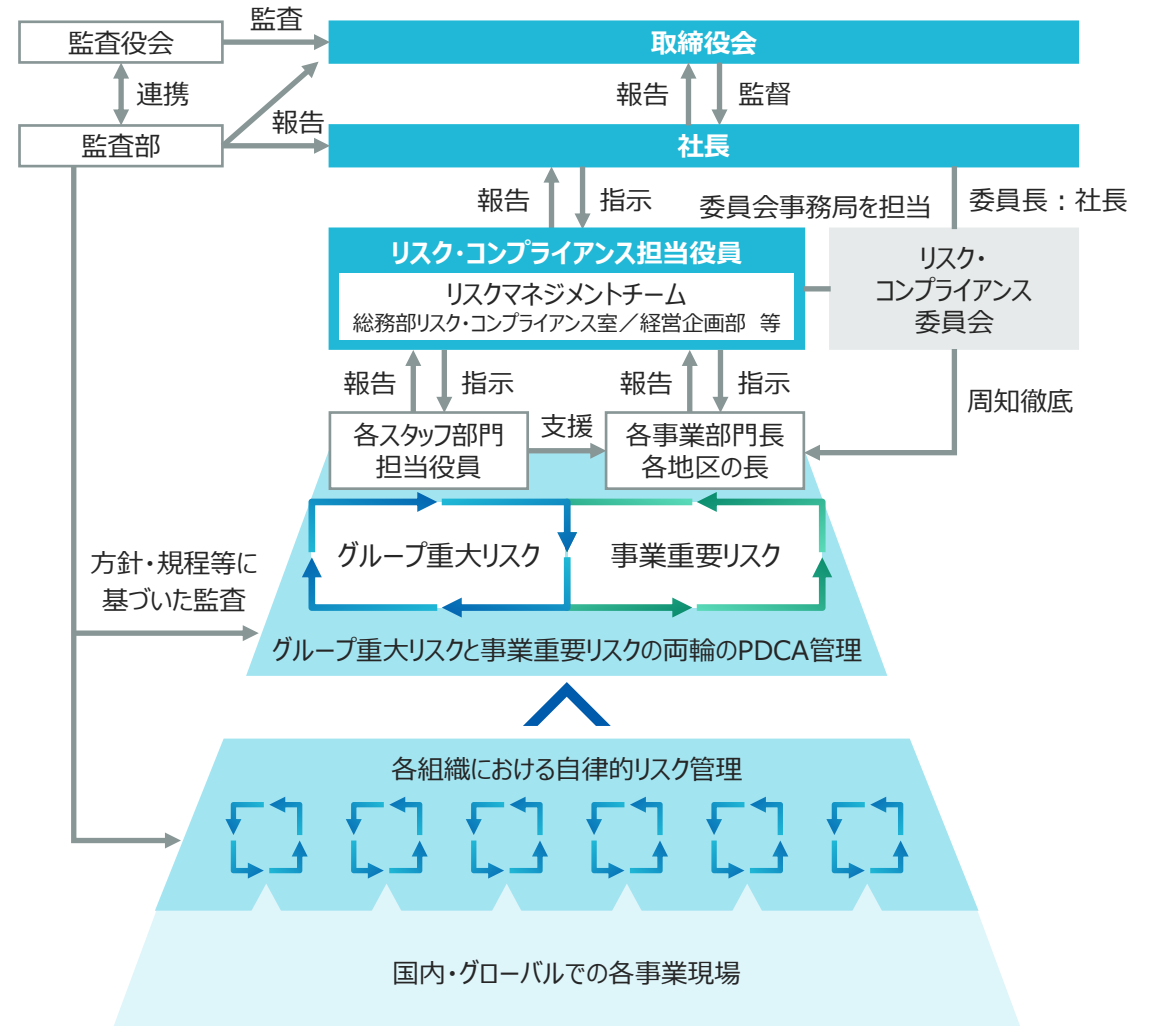 監査
監査役会
取締役会
連携
報告
監督
報告
監査部
社長
報告
指示
委員会事務局を担当
委員長：社長
リスク・コンプライアンス担当役員
リスクマネジメントチーム
総務部リスク・コンプライアンス室／経営企画部 等
リスク・
コンプライアンス
委員会
報告
指示
報告
指示
周知徹底
各スタッフ部門
担当役員
支援
各事業部門長
各地区の長
グループ重大リスク
事業重要リスク
方針・規程等に
基づいた監査
グループ重大リスクと事業重要リスクの両輪のPDCA管理
各組織における自律的リスク管理
国内・グローバルでの各事業現場